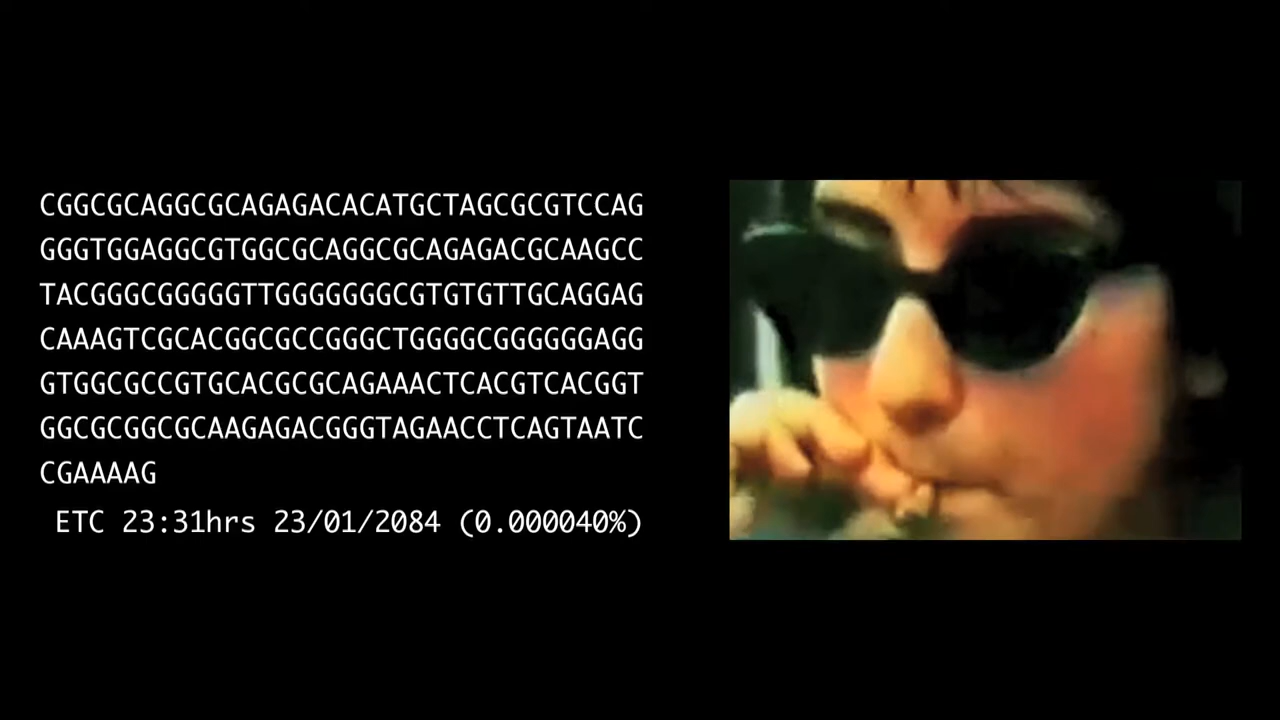 CGGCGCAGGCGCAGAGACACATGCTAGCGCGTCCAG
GGGTGGAGGCGTGGCGCAGGCGCAGAGACGCAAGCC
TACGGGCGGGGGTTGGGGGGGCGTGTGTTGCAGGAG
CAAAGTCGCACGGCGCCGGGCTGGGGCGGGGGGAGG
GTGGCGCCGTGCACGCGCAGAAACTCACGTCACGGT
GGCGCGGCGCAAGAGACGGGTAGAACCTCAGTAATC
CGAAAAG
ETC 23:31hrs 23/01/2084 (0.000040%)